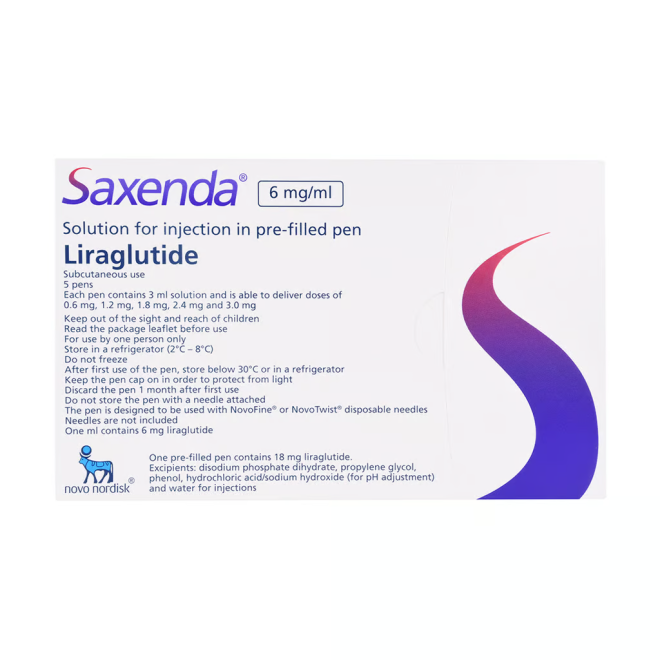 Saxenda® 6 mg/ml
Solution for injection in pre-filled pen
Liraglutide
Subcutaneous use
5 pens
Each pen contains 3 ml solution and is able to deliver doses of
0.6 mg, 1.2 mg, 1.8 mg, 2.4 mg and 3.0 mg
Keep out of the sight and reach of children
Read the package leaflet before use
For use by one person only
Store in a refrigerator (2°C – 8°C)
Do not freeze
After first use of the pen, store below 30°C or in a refrigerator
Keep the pen cap on in order to protect from light
Discard the pen 1 month after first use
Do not store the pen with a needle attached
The pen is designed to be used with NovoFine® or NovoTwist® disposable needles
Needles are not included
One ml contains 6 mg liraglutide
novo nordisk®
One pre-filled pen contains 18 mg liraglutide.
Excipients: disodium phosphate dihydrate, propylene glycol,
phenol, hydrochloric acid/sodium hydroxide (for pH adjustment)
and water for injections